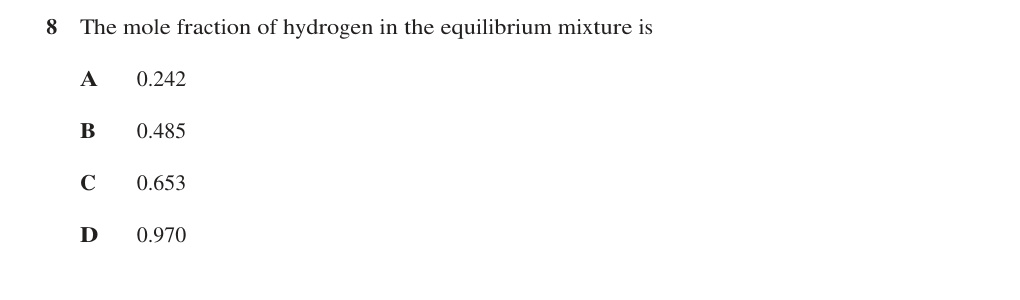 8 The mole fraction of hydrogen in the equilibrium mixture is
A 0.242
B 0.485
C 0.653
D 0.970